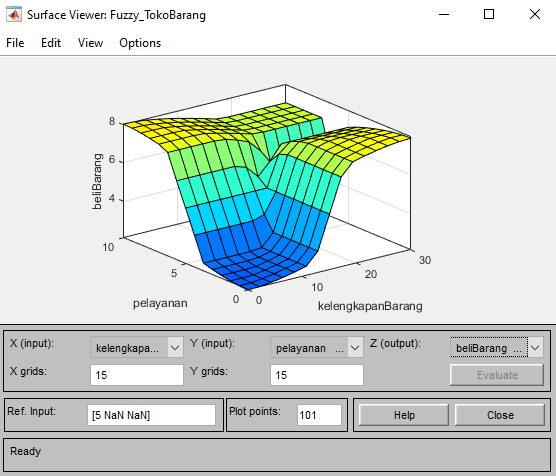 Surface Viewer: Fuzzy_TokoBarang
File Edit View Options
8
6
4
beliBarang
10
5
0
pelayanan
0
10
20
30
kelengkapanBarang
X (input): kelengkapa... Y (input): pelayanan ... Z (output): beliBarang ...
X grids: 15 Y grids: 15 Evaluate
Ref. Input: [5 NaN NaN] Plot points: 101 Help Close
Ready